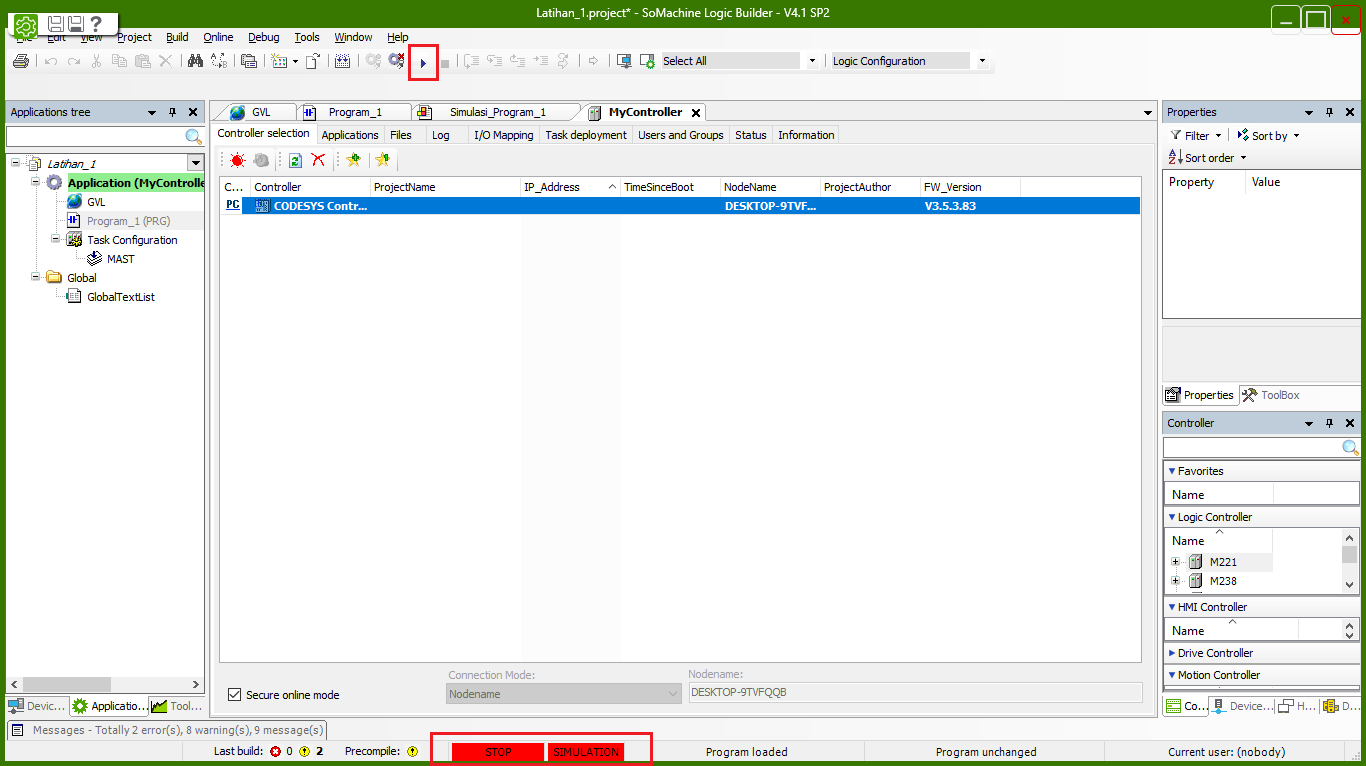 Latihan_1.project* - SoMachine Logic Builder - V4.1 SP2
Edit View Project Build Online Debug Tools Window Help
Select All Logic Configuration
Applications tree
Latihan_1
Application (MyControlle
GVL
Program_1 (PRG)
Task Configuration
MAST
Global
GlobalTextList
Devic... Applicatio... Tool...
GVL Program_1 Simulasi_Program_1 MyController
Controller selection Applications Files Log I/O Mapping Task deployment Users and Groups Status Information
C... Controller ProjectName IP_Address TimeSinceBoot NodeName ProjectAuthor FW_Version
PC CODESYS Contr... DESKTOP-9TVF... V3.5.3.83
Connection Mode: Nodename:
Secure online mode Nodename DESKTOP-9TVFQQB
Properties
Filter Sort by
Sort order
Property Value
Properties ToolBox
Controller
Favorites
Name
Logic Controller
Name
M221
M238
HMI Controller
Name
Drive Controller
Motion Controller
Co... Device... H... D...
Messages - Totally 2 error(s), 8 warning(s), 9 message(s)
Last build: 0 2 Precompile: STOP SIMULATION Program loaded Program unchanged Current user: (nobody)